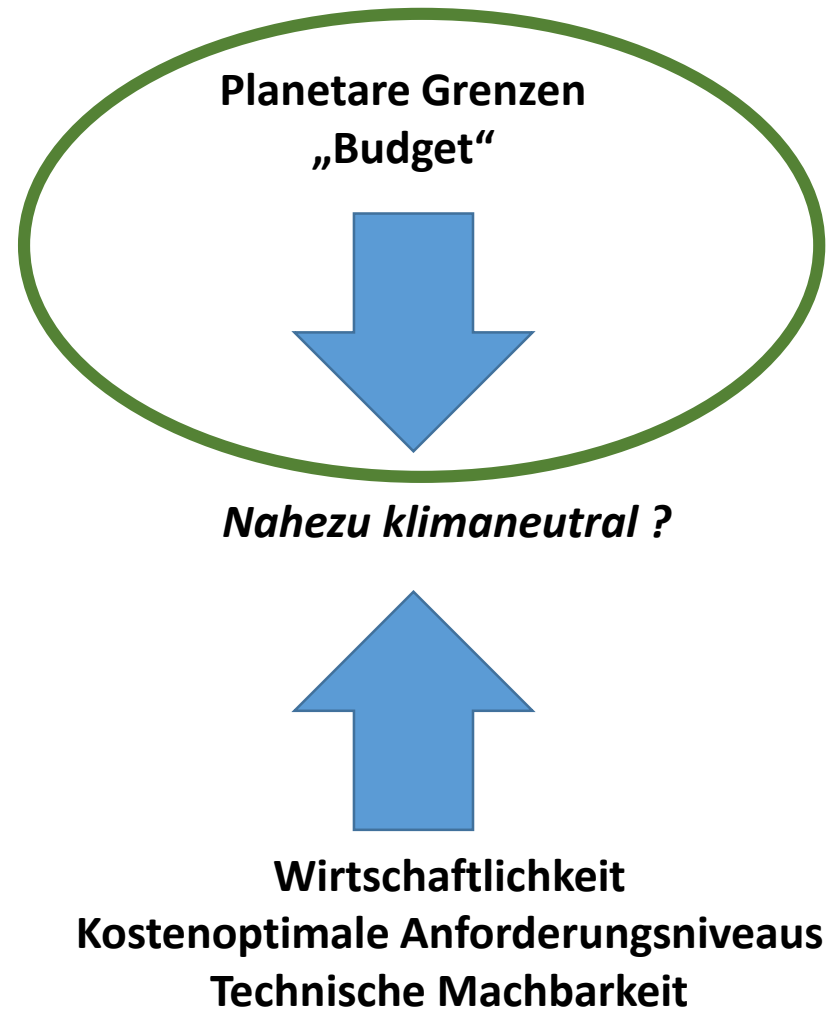 Planetare Grenzen
„Budget“
Nahezu klimaneutral ?
Wirtschaftlichkeit
Kostenoptimale Anforderungsniveaus
Technische Machbarkeit